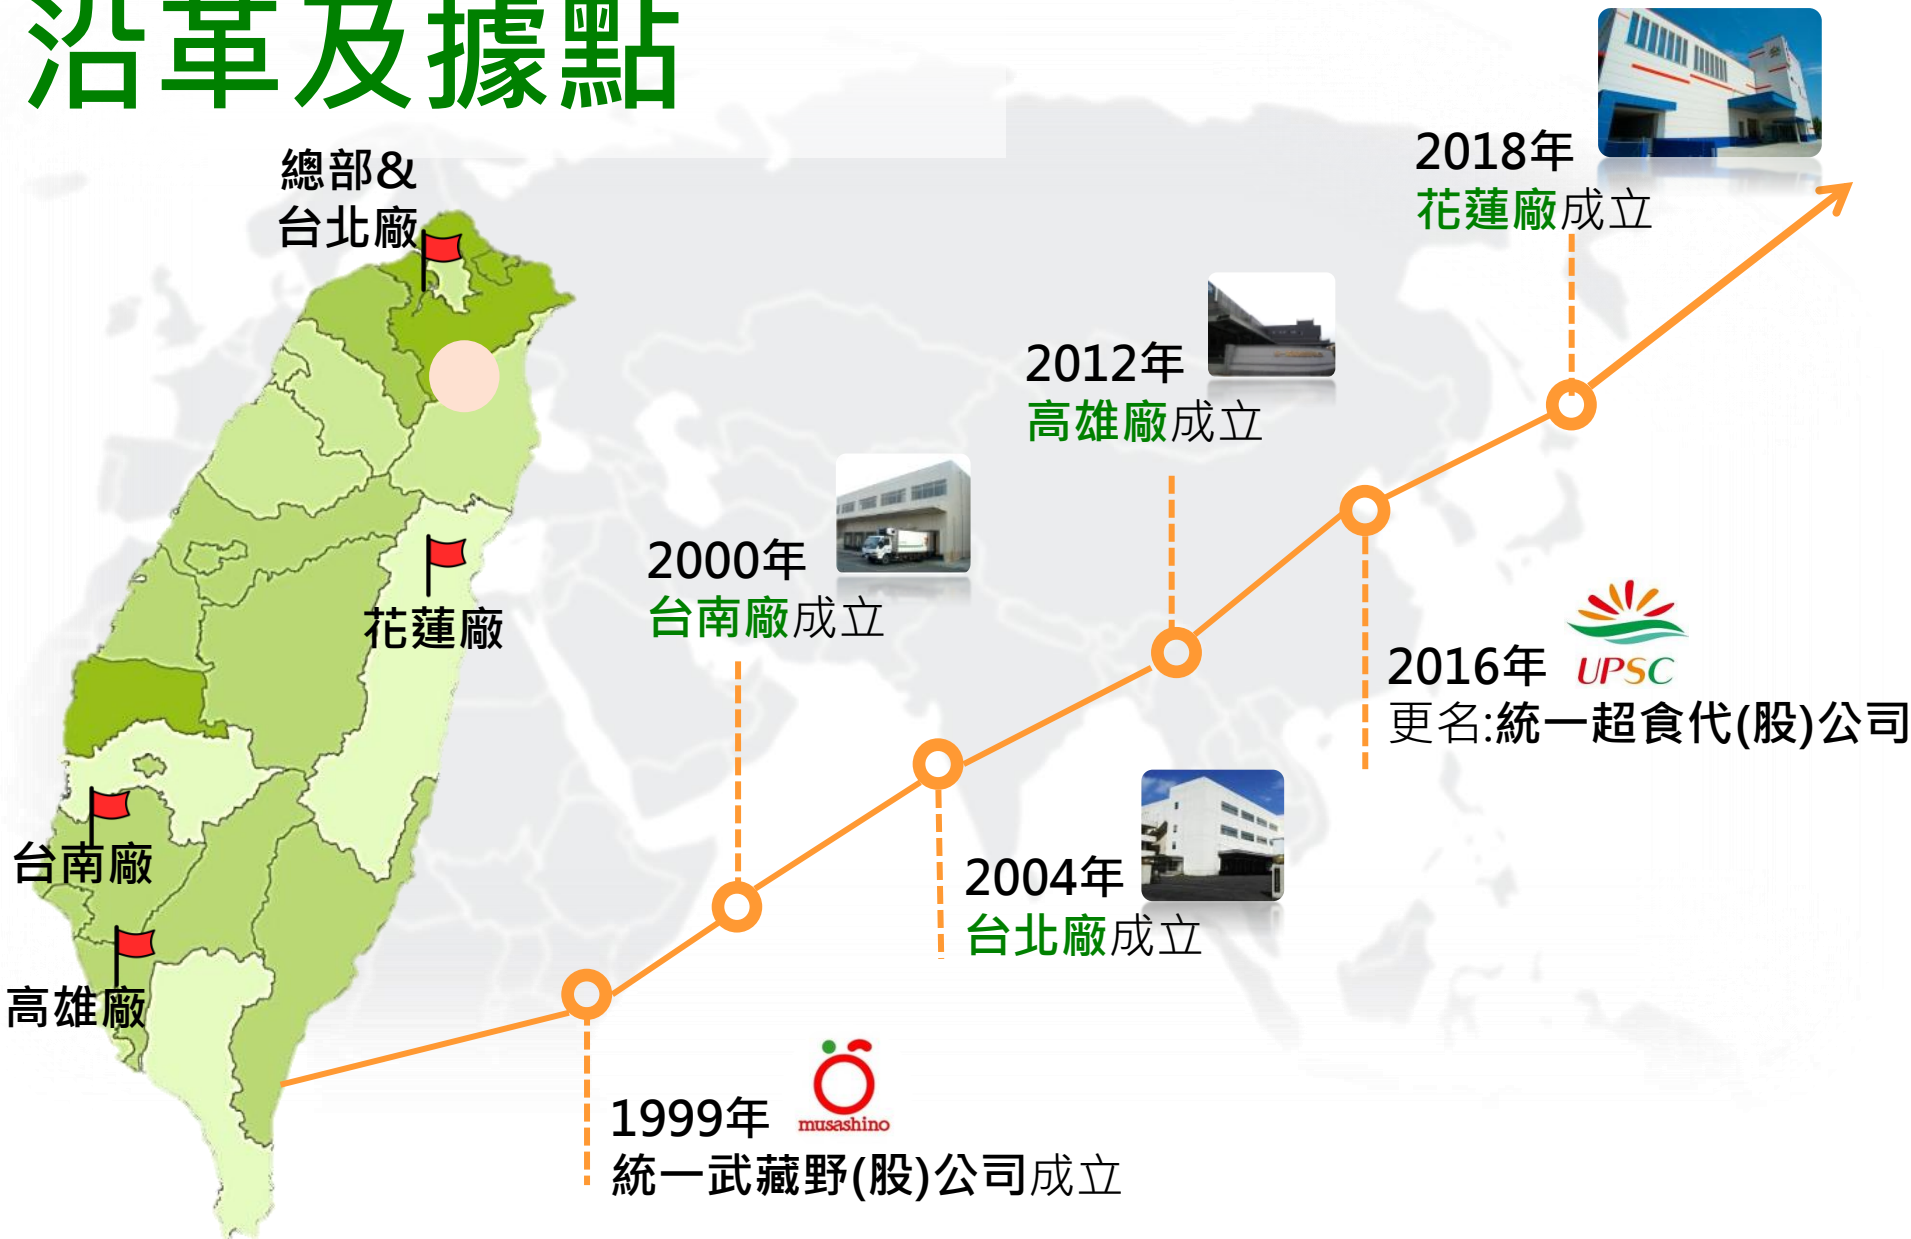 沿革及據點
總部&
台北廠
花蓮廠
台南廠
高雄廠
1999年
musashino
統一武藏野(股)公司成立
2000年
台南廠成立
2004年
台北廠成立
2012年
高雄廠成立
2016年
UPSC
更名:統一超食代(股)公司
2018年
花蓮廠成立